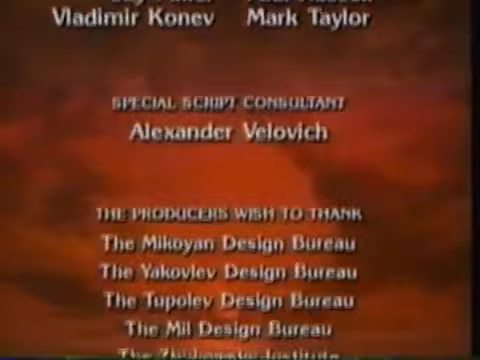 Vladimir Konev Mark Taylor
SPECIAL SCRIPT CONSULTANT
Alexander Velovich
THE PRODUCERS WISH TO THANK
The Mikoyan Design Bureau
The Yakovlev Design Bureau
The Tupolev Design Bureau
The Mil Design Bureau